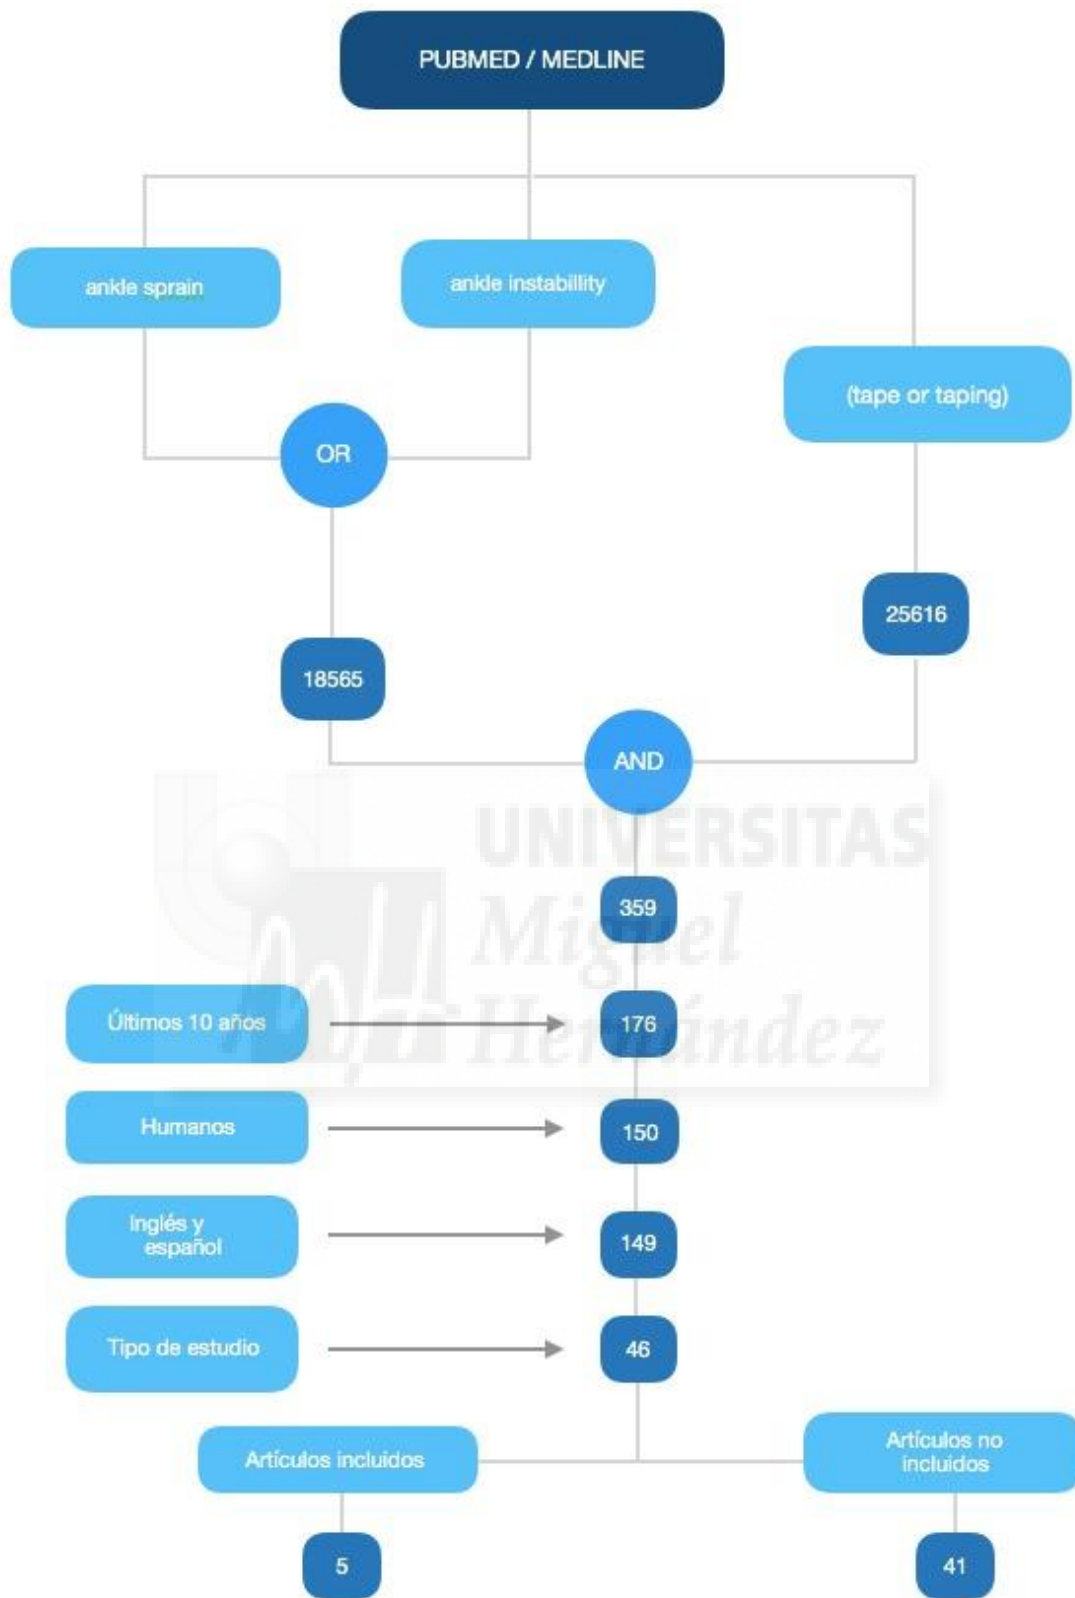 PUBMED / MEDLINE
ankle sprain
ankle instabillity
(tape or taping)
OR
25616
18565
AND
UNIVERSITAS
Miguel
Hernández
359
Últimos 10 años
176
Humanos
150
Inglés y
español
149
Tipo de estudio
46
Artículos incluidos
Artículos no
incluidos
5
41